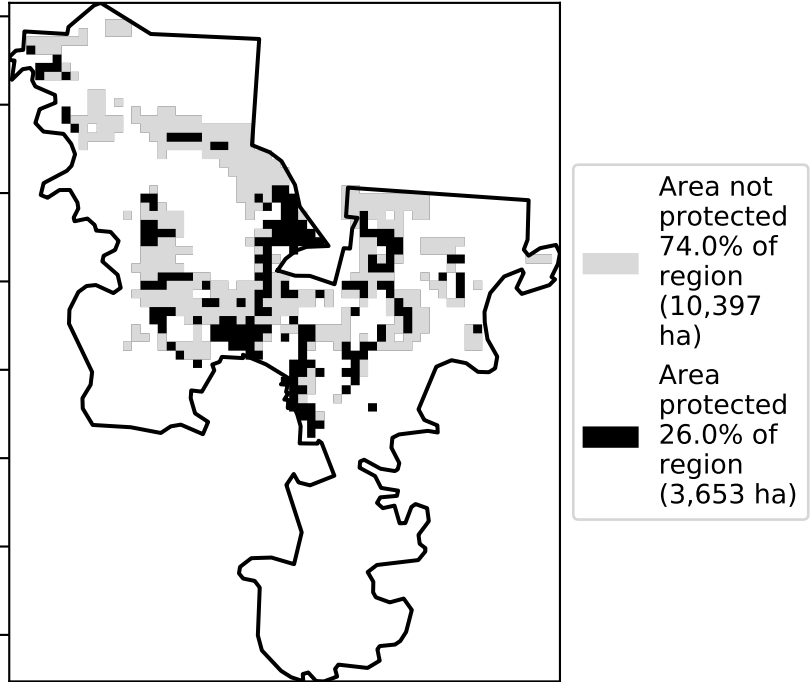 Area not
protected
74.0% of
region
(10,397
ha)
Area
protected
26.0% of
region
(3,653 ha)